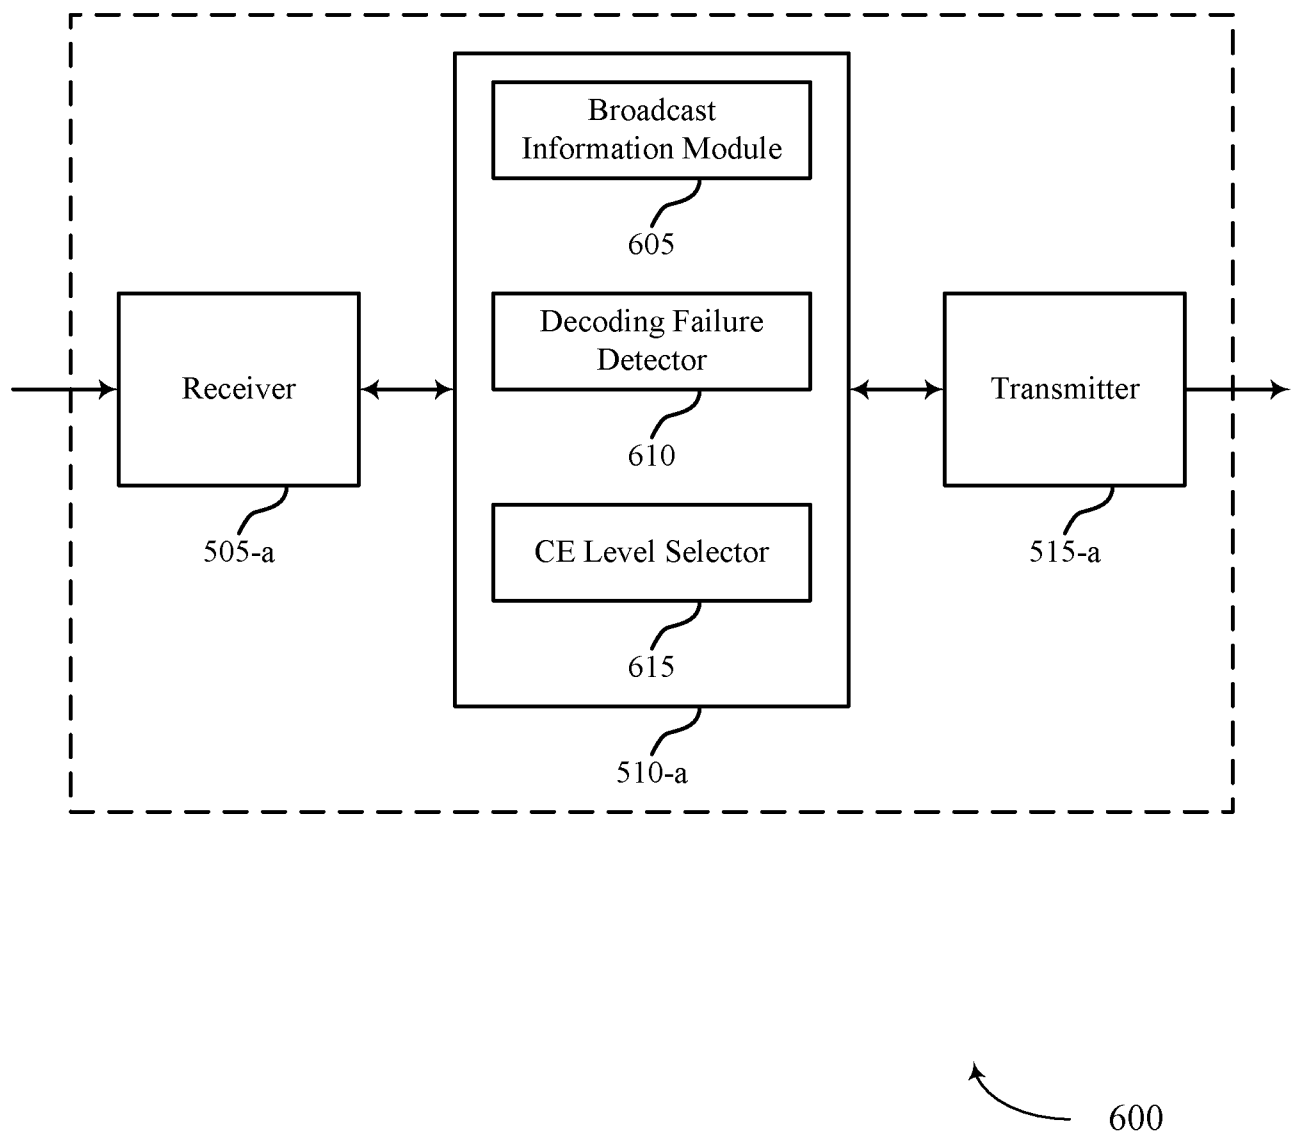 Broadcast
Information Module
605
Decoding Failure
Detector
610
Receiver
505-a
Transmitter
515-a
CE Level Selector
615
510-a
600